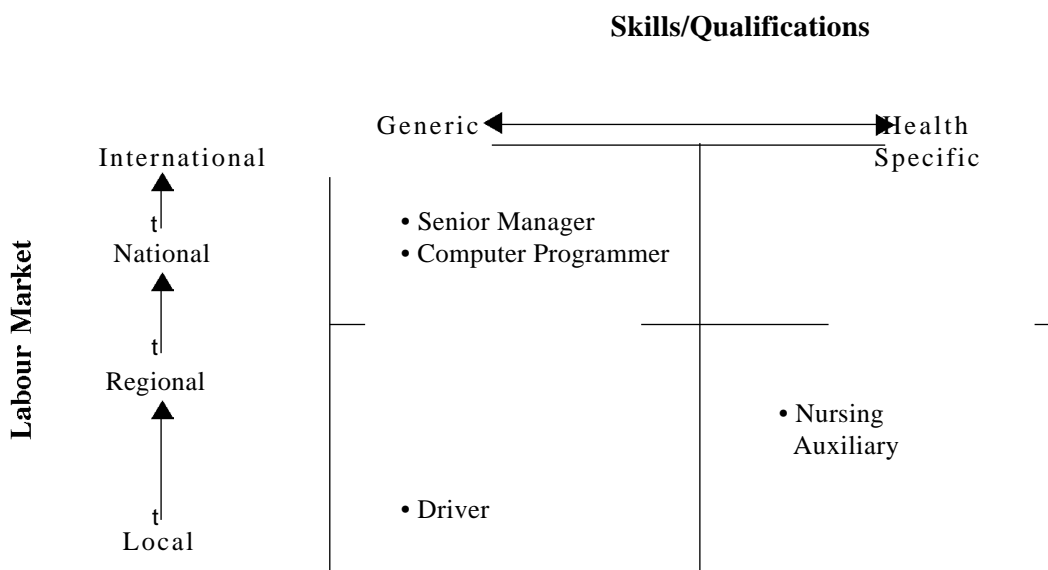 Skills/Qualifications
Generic
Health
Specific
International
t
National
t
Regional
t
Local
Labour Market
• Senior Manager
• Computer Programmer
• Nursing
Auxiliary
• Driver